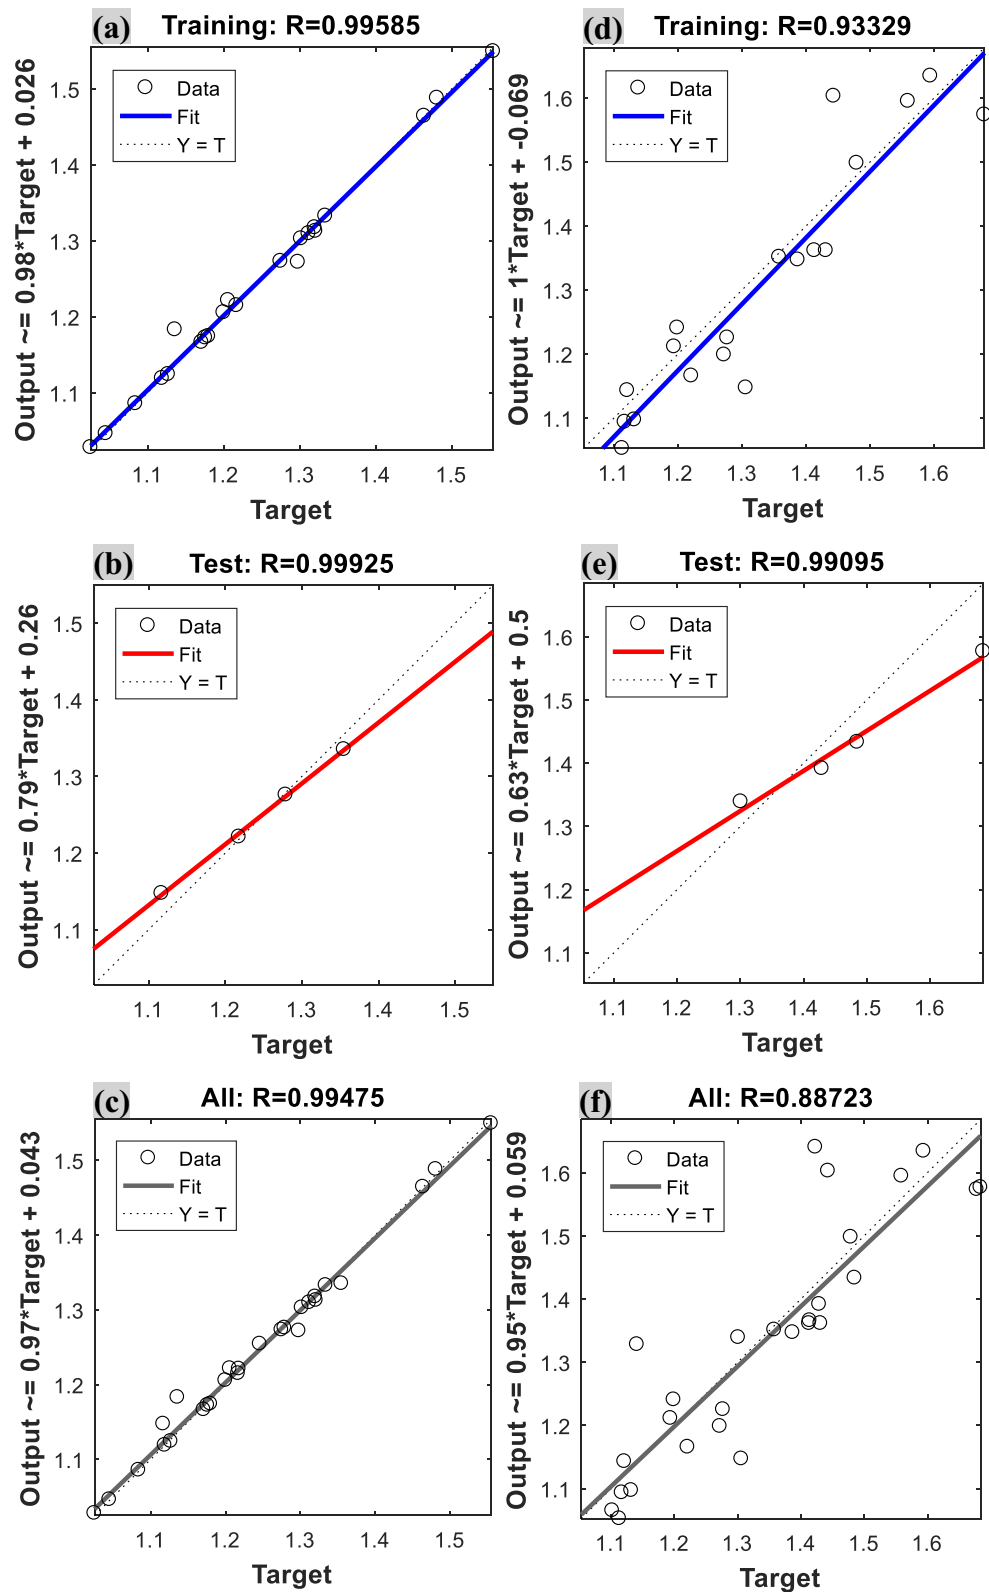 (a) Training: R=0.99585
Output ~= 0.98*Target + 0.026
Data
Fit
Y = T
1.5
1.4
1.3
1.2
1.1
1.1 1.2 1.3 1.4 1.5
Target
(d) Training: R=0.93329
Output ~= 1*Target + -0.069
Data
Fit
Y = T
1.6
1.5
1.4
1.3
1.2
1.1
1.1 1.2 1.3 1.4 1.5 1.6
Target
(b) Test: R=0.99925
Output ~= 0.79*Target + 0.26
Data
Fit
Y = T
1.5
1.4
1.3
1.2
1.1
1.1 1.2 1.3 1.4 1.5
Target
(e) Test: R=0.99095
Output ~= 0.63*Target + 0.5
Data
Fit
Y = T
1.6
1.5
1.4
1.3
1.2
1.1
1.1 1.2 1.3 1.4 1.5 1.6
Target
(c) All: R=0.99475
Output ~= 0.97*Target + 0.043
Data
Fit
Y = T
1.5
1.4
1.3
1.2
1.1
1.1 1.2 1.3 1.4 1.5
Target
(f) All: R=0.88723
Output ~= 0.95*Target + 0.059
Data
Fit
Y = T
1.6
1.5
1.4
1.3
1.2
1.1
1.1 1.2 1.3 1.4 1.5 1.6
Target